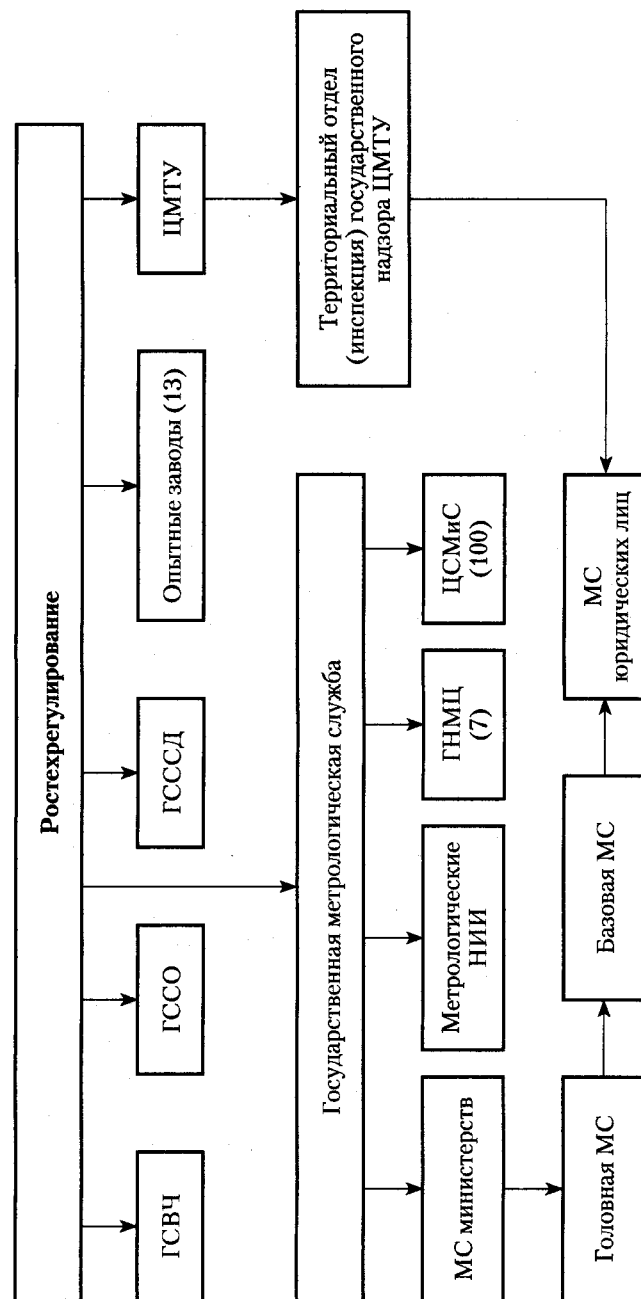 Ростехрегулирование
ГСВЧ
ГССО
ГСССД
Опытные заводы (13)
ЦМТУ
Государственная метрологическая служба
Территориальный отдел
(инспекция) государственного
надзора ЦМТУ
МС министерств
Метрологические
НИИ
ГНМЦ
(7)
ЦСМиС
(100)
Головная МС
Базовая МС
МС
юридических лиц